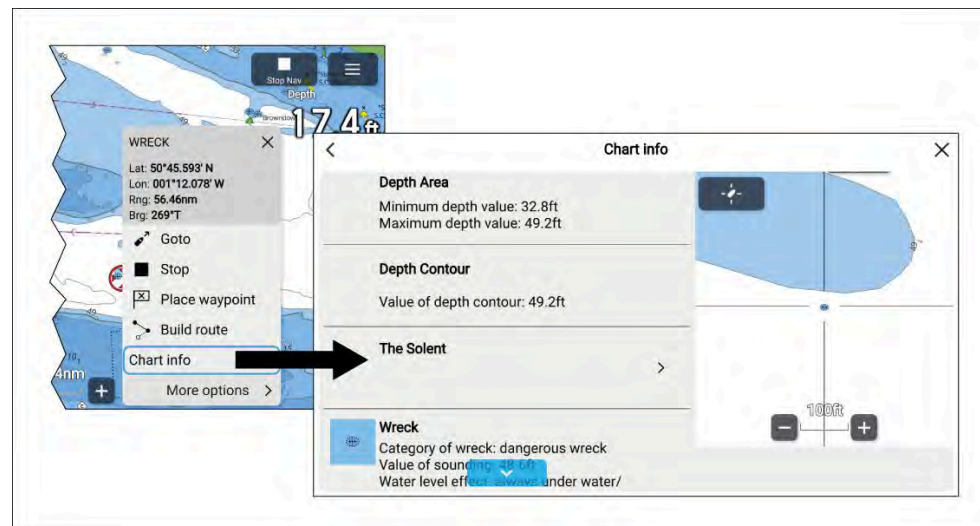 Stop Nav
Depth
17.4ft
WRECK
Lat: 50°45.593' N
Lon: 001°12.078' W
Rng: 56.46nm
Brg: 269°T
Goto
Stop
Place waypoint
Build route
Chart info
More options
4nm
Chart info
Depth Area
Minimum depth value: 32.8ft
Maximum depth value: 49.2ft
Depth Contour
Value of depth contour: 49.2ft
The Solent
Wreck
Category of wreck: dangerous wreck
Value of sounding: 48.6ft
Water level effect: always under water/
100ft